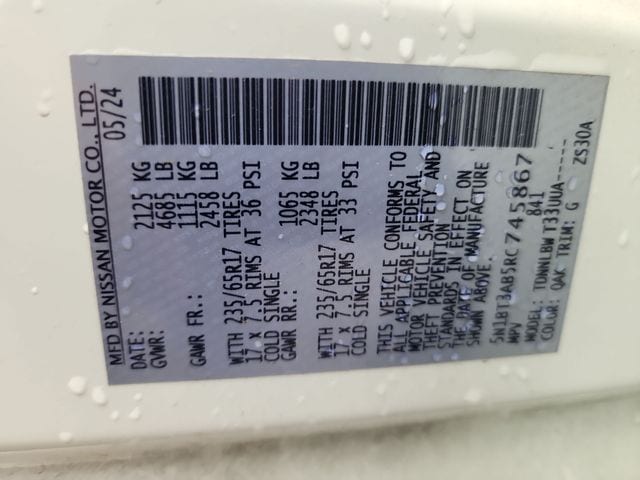 MFD BY NISSAN MOTOR CO., LTD.
DATE: 05/24
GVWR: 2125 KG
4685 LB
GAWR FR.: 1115 KG
2458 LB
WITH 235/65R17 TIRES
17 x 7.5 RIMS AT 36 PSI
COLD SINGLE
GAWR RR.: 1065 KG
2348 LB
WITH 235/65R17 TIRES
17 x 7.5 RIMS AT 33 PSI
COLD SINGLE
THIS VEHICLE CONFORMS TO
ALL APPLICABLE FEDERAL
MOTOR VEHICLE SAFETY AND
THEFT PREVENTION
STANDARDS IN EFFECT ON
THE DATE OF MANUFACTURE
SHOWN ABOVE.
5N1BT3AB5RC745867
MPV 841
MODEL: TDNNLBW T33UUA-----
COLOR: QAK TRIM: G ZS30A